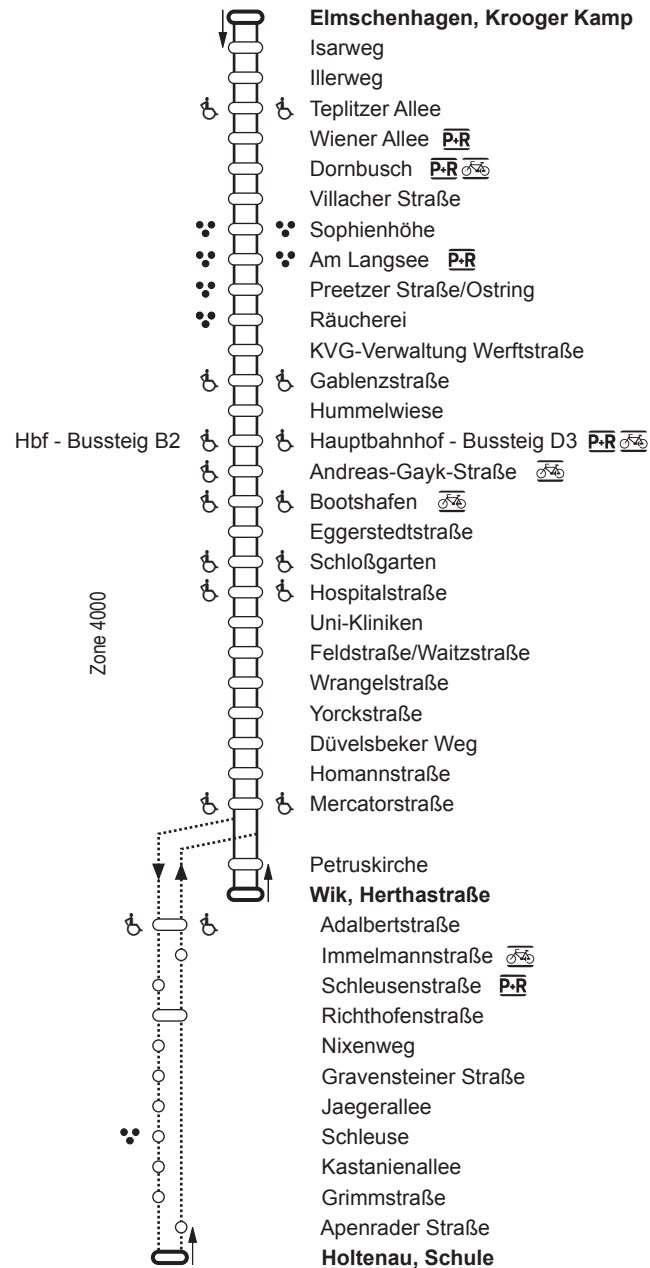 Elmschenhagen, Krooger Kamp
Isarweg
Illerweg
Teplitzer Allee
Wiener Allee P+R
Dornbusch P+R
Villacher Straße
Sophienhöhe
Am Langsee P+R
Preetzer Straße/Ostring
Räucherei
KVG-Verwaltung Werftstraße
Gablenzstraße
Hummelwiese
Hbf - Bussteig B2 Hauptbahnhof - Bussteig D3 P+R
Andreas-Gayk-Straße
Bootshafen
Eggerstedtstraße
Schloßgarten
Hospitalstraße
Zone 4000
Uni-Kliniken
Feldstraße/Waitzstraße
Wrangelstraße
Yorckstraße
Düvelsbeker Weg
Homannstraße
Mercatorstraße
Petruskirche
Wik, Herthastraße
Adalbertstraße
Immelmannstraße
Schleusenstraße P+R
Richthofenstraße
Nixenweg
Gravensteiner Straße
Jaegerallee
Schleuse
Kastanienallee
Grimmstraße
Apenrader Straße
Holtenau, Schule